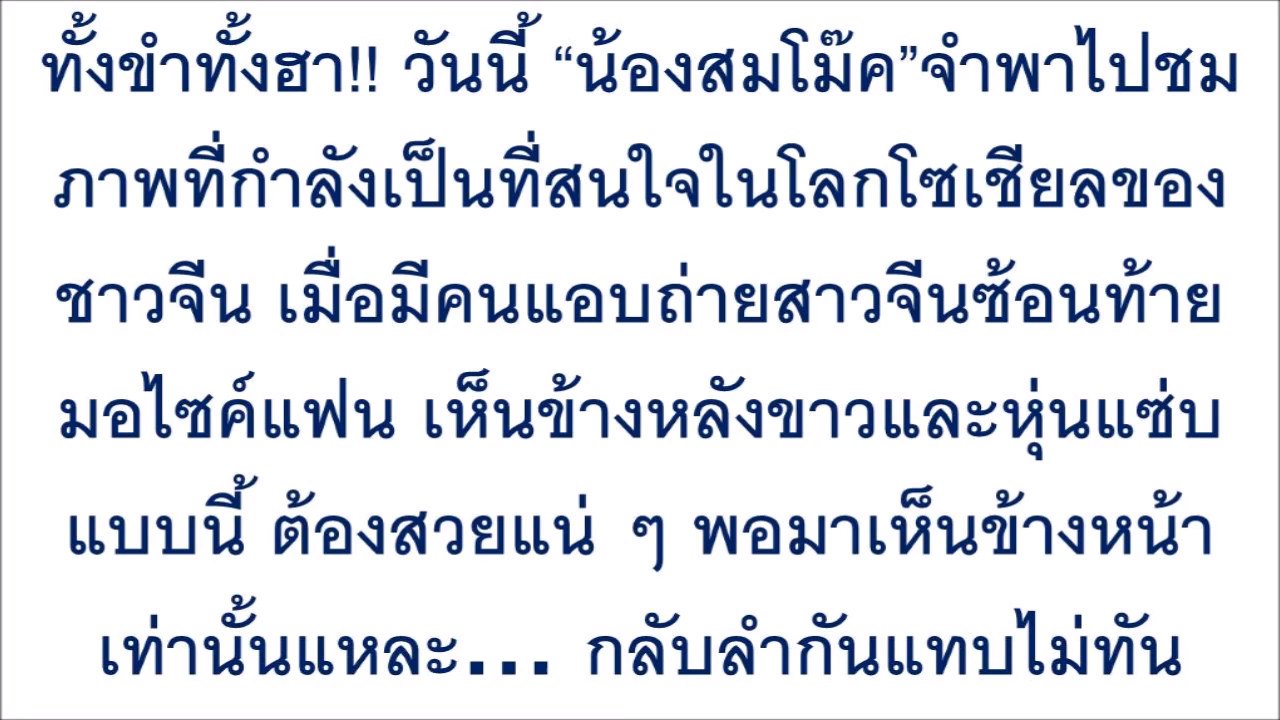 ทั้งขำทั้งฮา!! วันนี้ “น้องสมโม๊ค”จำพาไปชม
ภาพที่กำลังเป็นที่สนใจในโลกโซเชียลของ
ชาวจีน เมื่อมีคนแอบถ่ายสาวจีนซ้อนท้าย
มอไซค์แฟน เห็นข้างหลังขาวและหุ่นแซ่บ
แบบนี้ ต้องสวยแน่ ๆ พอมาเห็นข้างหน้า
เท่านั้นแหละ... กลับลำกันแทบไม่ทัน